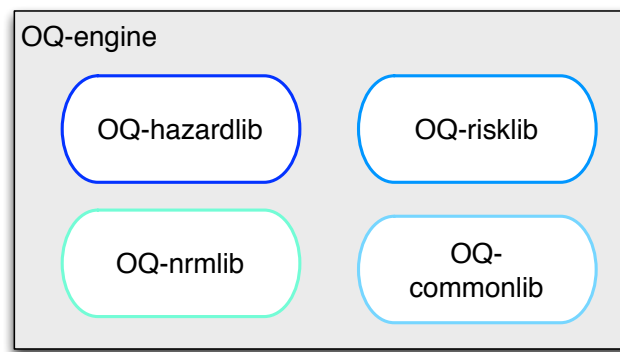 OQ-engine
OQ-hazardlib
OQ-risklib
OQ-nrmlib
OQ-
commonlib